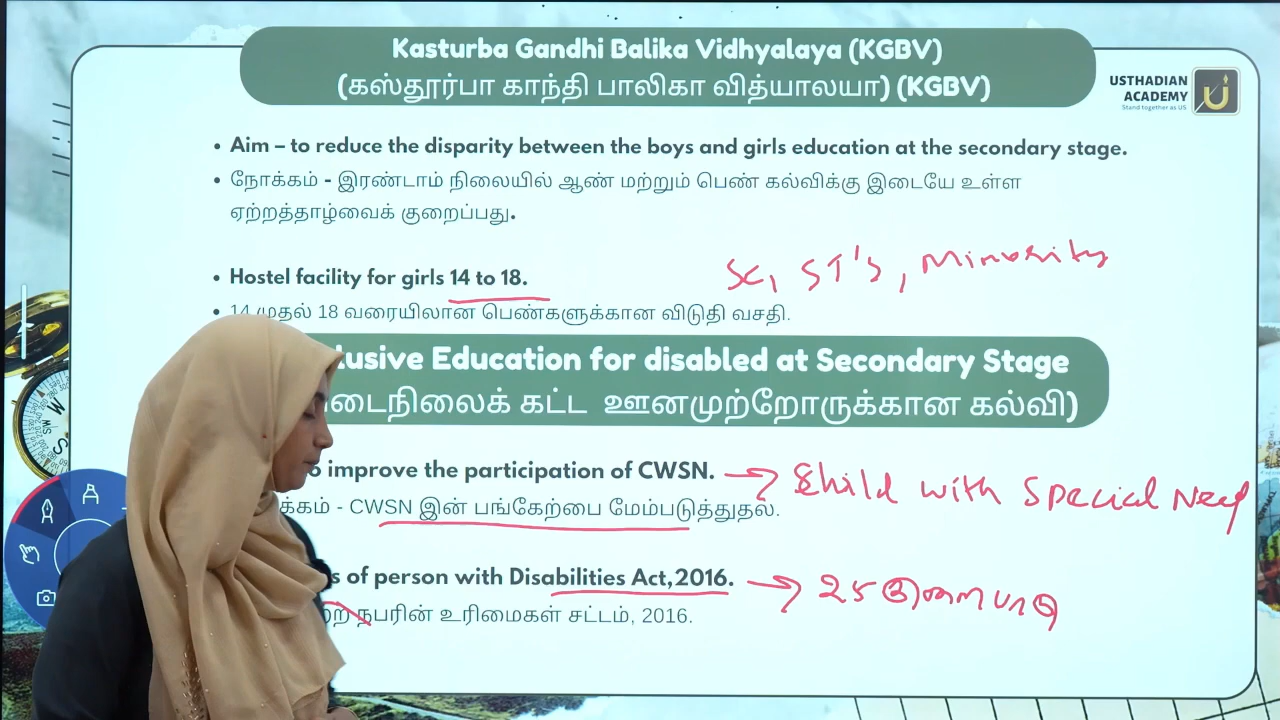 Kasturba Gandhi Balika Vidhyalaya (KGBV)
(கஸ்தூர்பா காந்தி பாலிகா வித்யாலயா) (KGBV)
USTHADIAN
ACADEMY
Stand together as US
• Aim – to reduce the disparity between the boys and girls education at the secondary stage.
• நோக்கம் - இரண்டாம் நிலையில் ஆண் மற்றும் பெண் கல்விக்கு இடையே உள்ள
ஏற்றத்தாழ்வைக் குறைப்பது.
• Hostel facility for girls 14 to 18.
SC, ST's, Minority
• 14 முதல் 18 வரையிலான பெண்களுக்கான விடுதி வசதி.
Education for disabled at Secondary Stage
கட்ட ஊனமுற்றோருக்கான கல்வி)
improve the participation of CWSN.
Child with Special Need
- CWSN இன் பங்கேற்பை மேம்படுத்துதல்.
of person with Disabilities Act,2016.
நபரின் உரிமைகள் சட்டம், 2016.